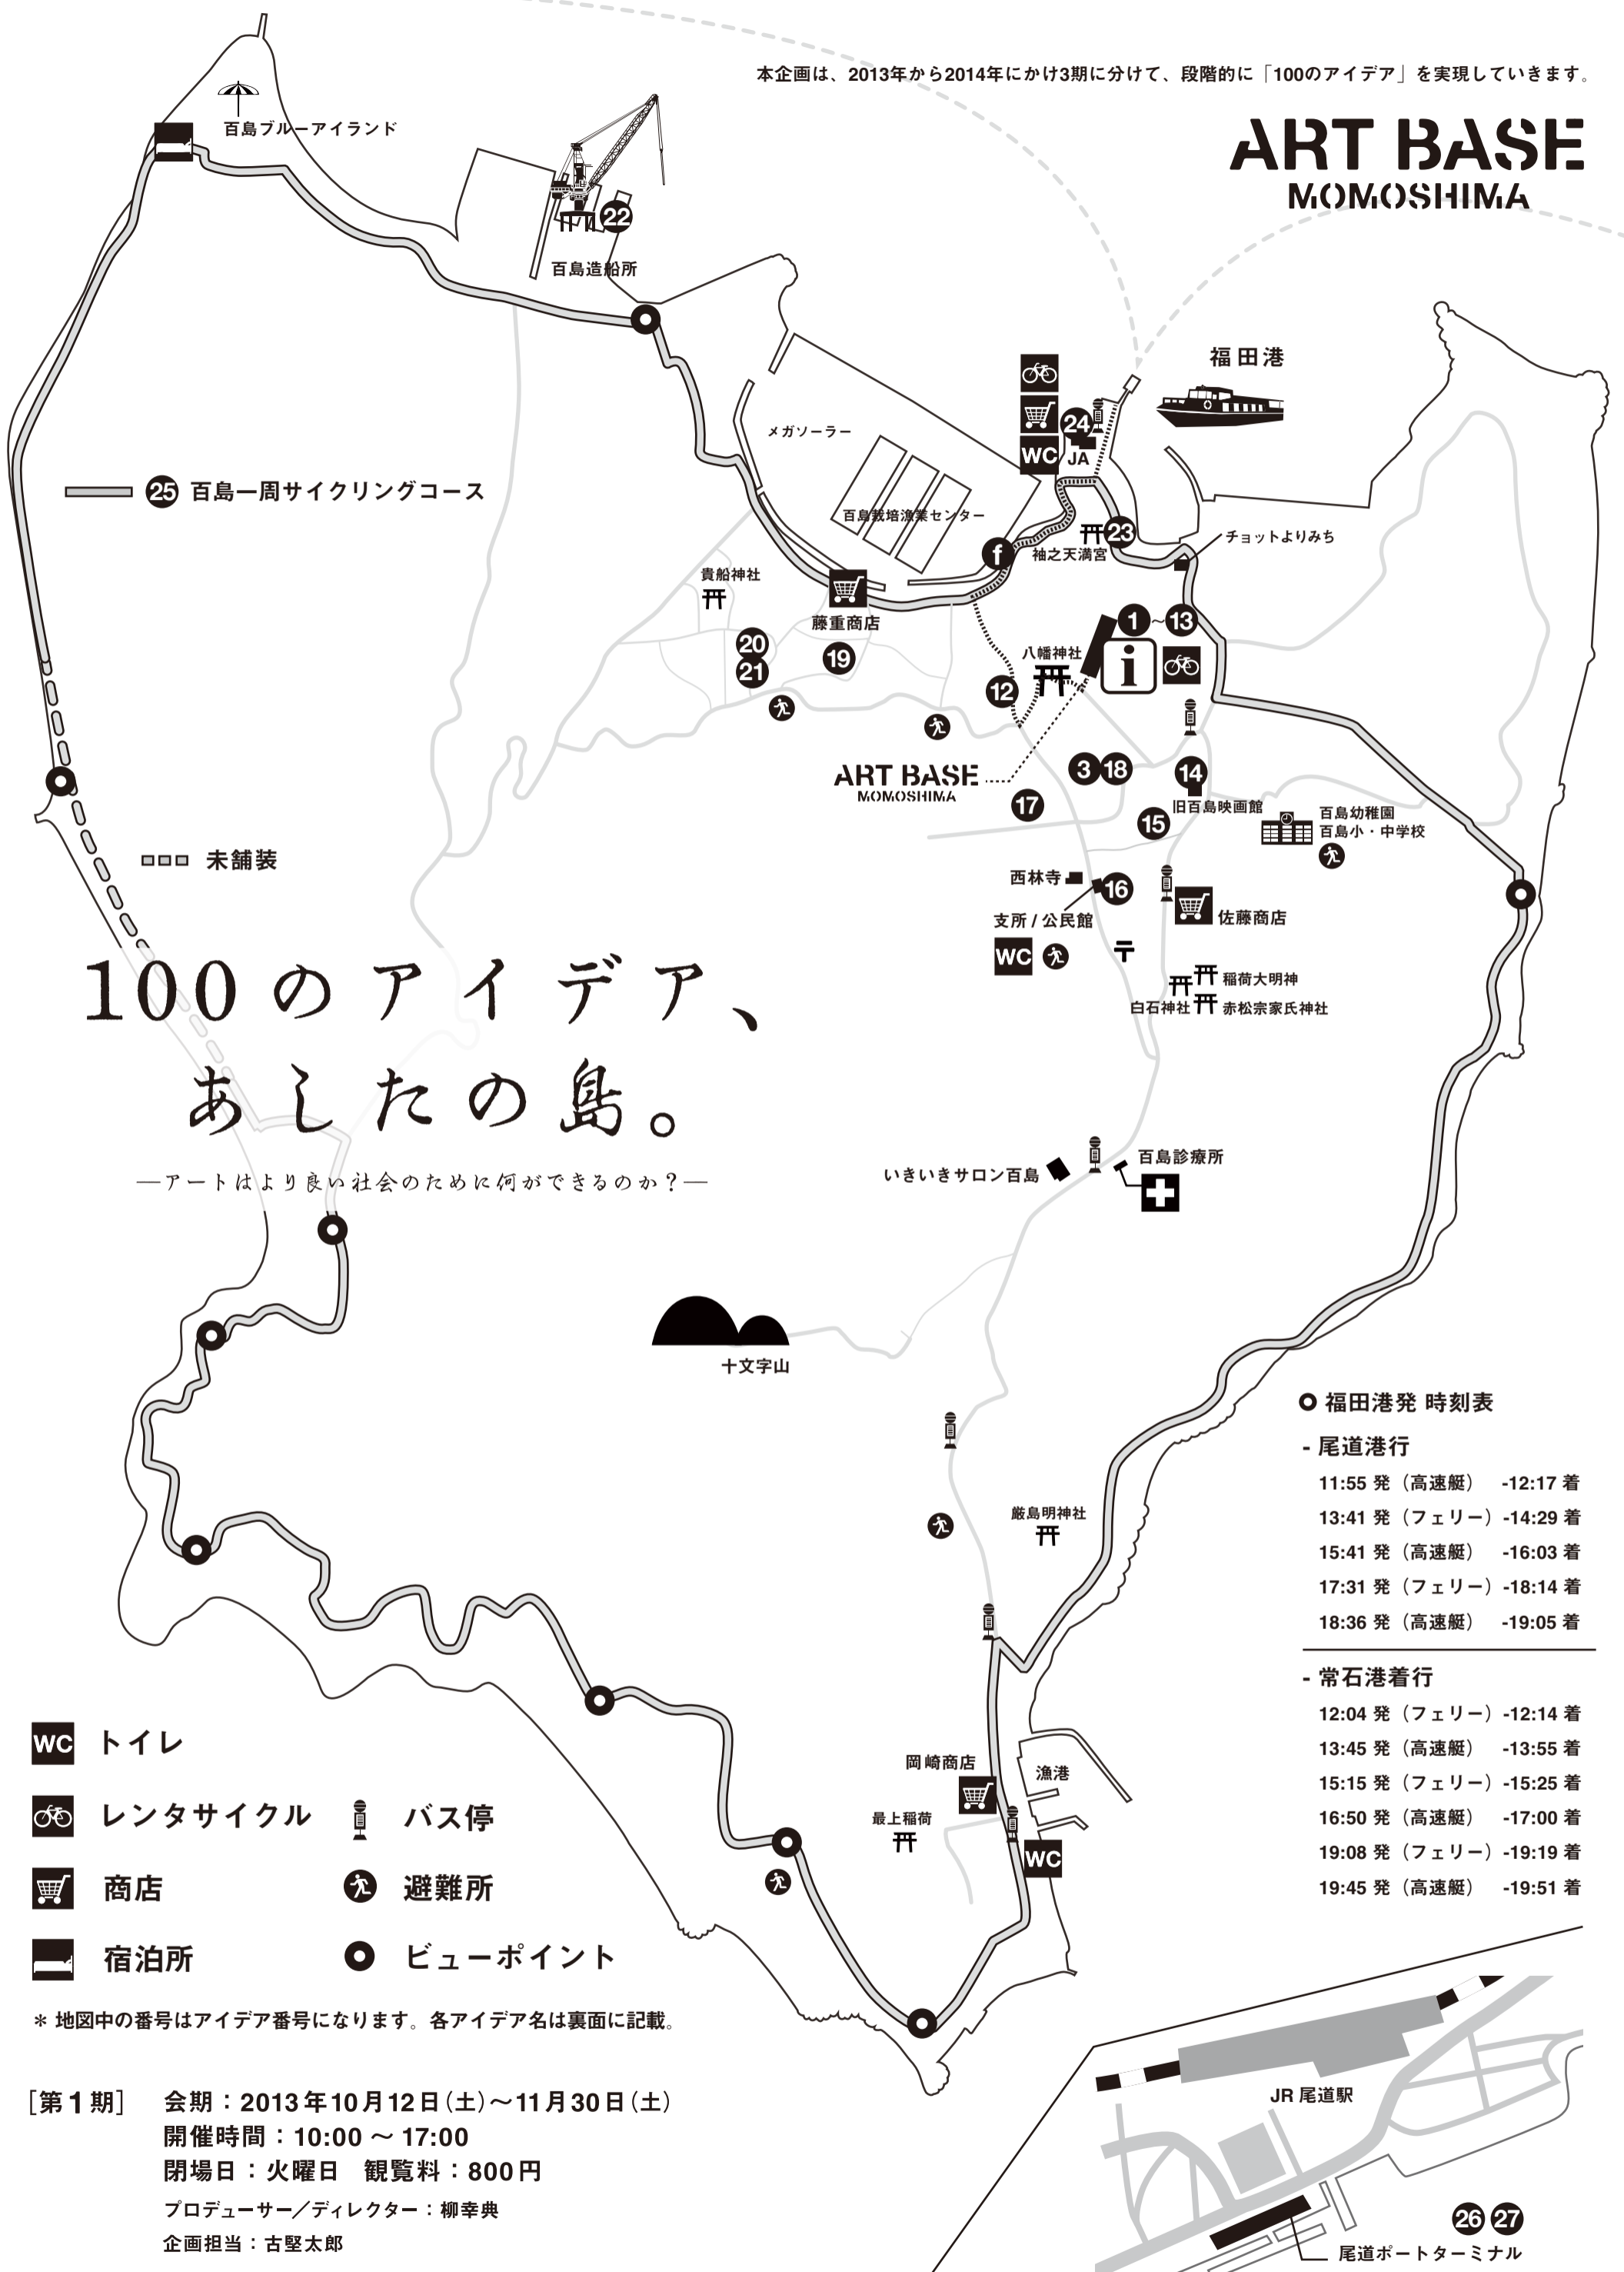 本企画は、2013年から2014年にかけ3期に分けて、段階的に「100のアイデア」を実現していきます。
ART BASE
MOMOSHIMA
百島ブルーアイランド
22
百島造船所
福田港
メガソーラー
24
WC
JA
25 百島一周サイクリングコース
百島栽培漁業センター
f
袖之天満宮
23
チョットよりみち
貴船神社
藤重商店
1~13
20
21
19
八幡神社
i
12
ART BASE
MOMOSHIMA
3 18
14
17
旧百島映画館
15
百島幼稚園
百島小・中学校
未舗装
西林寺
16
支所 / 公民館
佐藤商店
WC
〒
稲荷大明神
白石神社
赤松宗家氏神社
100のアイデア、
あしたの島。
―アートはより良い社会のために何ができるのか?―
いきいきサロン百島
百島診療所
十文字山
福田港発 時刻表
- 尾道港行
11:55 発（高速艇） -12:17 着
13:41 発（フェリー）-14:29 着
15:41 発（高速艇） -16:03 着
17:31 発（フェリー）-18:14 着
18:36 発（高速艇） -19:05 着
- 常石港着行
12:04 発（フェリー）-12:14 着
13:45 発（高速艇） -13:55 着
15:15 発（フェリー）-15:25 着
16:50 発（高速艇） -17:00 着
19:08 発（フェリー）-19:19 着
19:45 発（高速艇） -19:51 着
厳島明神社
岡崎商店
漁港
最上稲荷
WC
WC トイレ
レンタサイクル
バス停
商店
避難所
宿泊所
ビューポイント
＊ 地図中の番号はアイデア番号になります。各アイデア名は裏面に記載。
［第1期］ 会期：2013年10月12日（土）～11月30日（土）
開催時間：10:00 ～ 17:00
閉場日：火曜日 観覧料：800円
プロデューサー／ディレクター：柳幸典
企画担当：古堅太郎
JR 尾道駅
26 27
尾道ポートターミナル